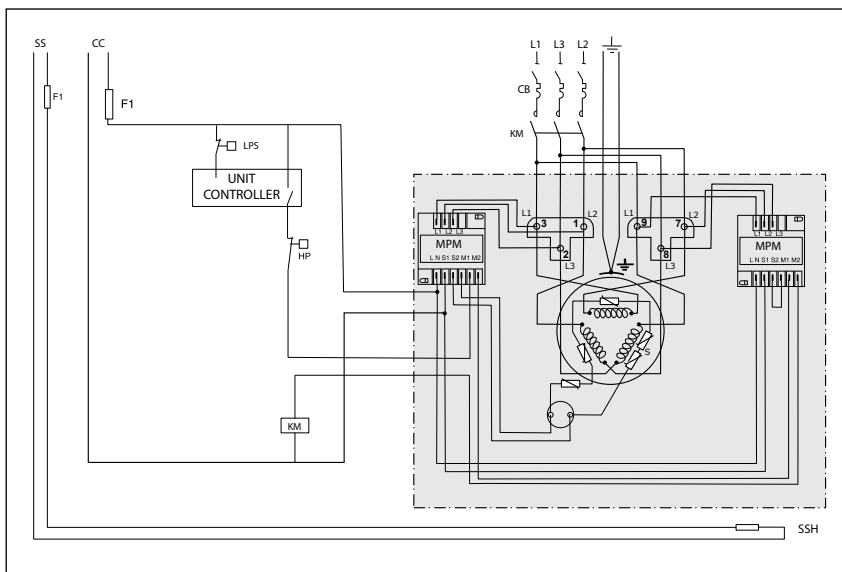 SS CC L1 L3 L2
F1 F1 CB
LPS KM
UNIT
CONTROLLER
L1 3 1 L2 L1 9 7 L2
L1 L2 L3 L1 L2 L3
MPM 2 8 MPM
HP L3 L3
L N S1 S2 M1 M2 L N S1 S2 M1 M2
S
KM
SSH